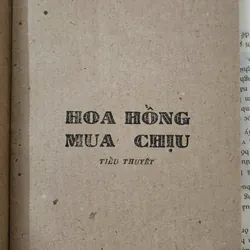 HOA HỒNG
MUA CHỊU
TIỂU THUYẾT